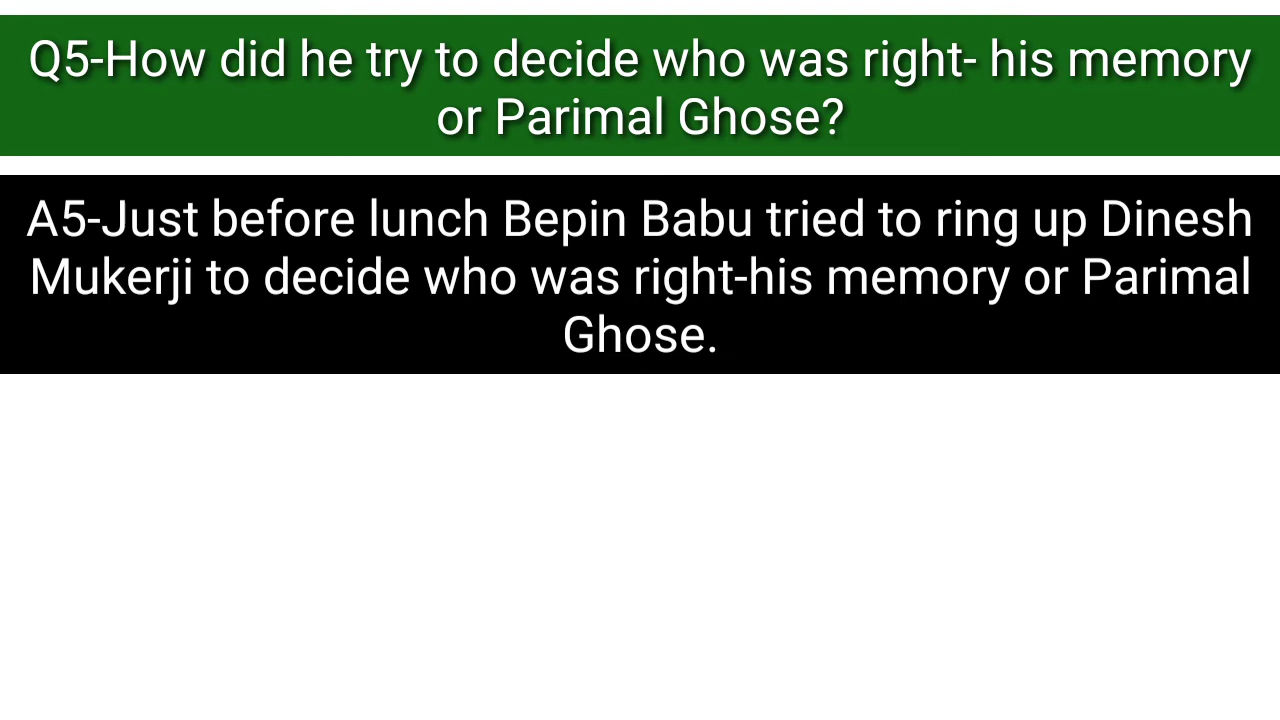 Q5-How did he try to decide who was right- his memory
or Parimal Ghose?
A5-Just before lunch Bepin Babu tried to ring up Dinesh
Mukerji to decide who was right-his memory or Parimal
Ghose.